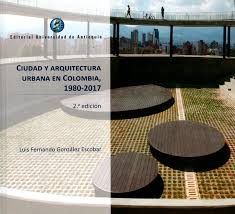 Editorial Universidad de Antioquia
CIUDAD Y ARQUITECTURA
URBANA EN COLOMBIA,
1980-2017
2.ª edición
Luis Fernando González Escobar